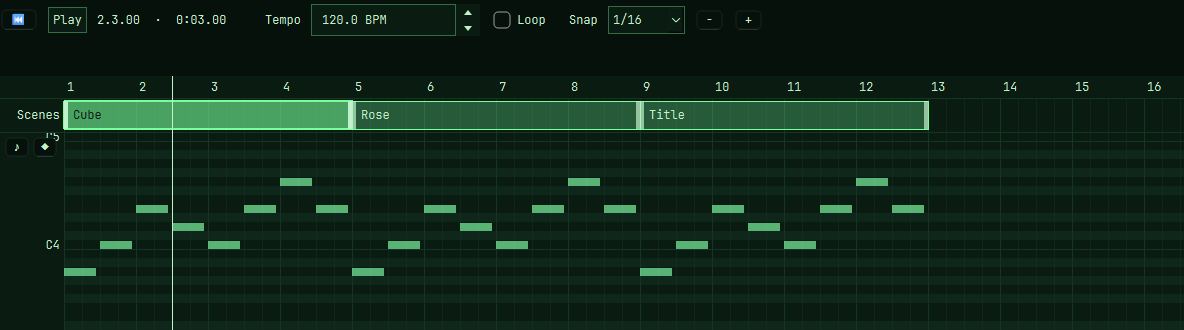 ⏮ Play 2.3.00 · 0:03.00 Tempo 120.0 BPM Loop Snap 1/16 - +
1 2 3 4 5 6 7 8 9 10 11 12 13 14 15 16
Scenes Cube Rose Title
C5
♪ ◆
C4